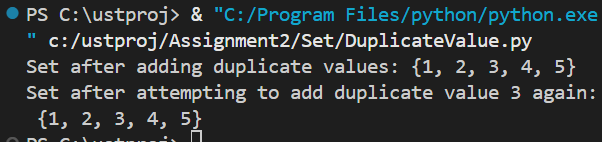 PS C:\ustproj> & "C:/Program Files/python/python.exe
" c:/ustproj/Assignment2/Set/DuplicateValue.py
Set after adding duplicate values: {1, 2, 3, 4, 5}
Set after attempting to add duplicate value 3 again:
 {1, 2, 3, 4, 5}
PS C:\ustproj>